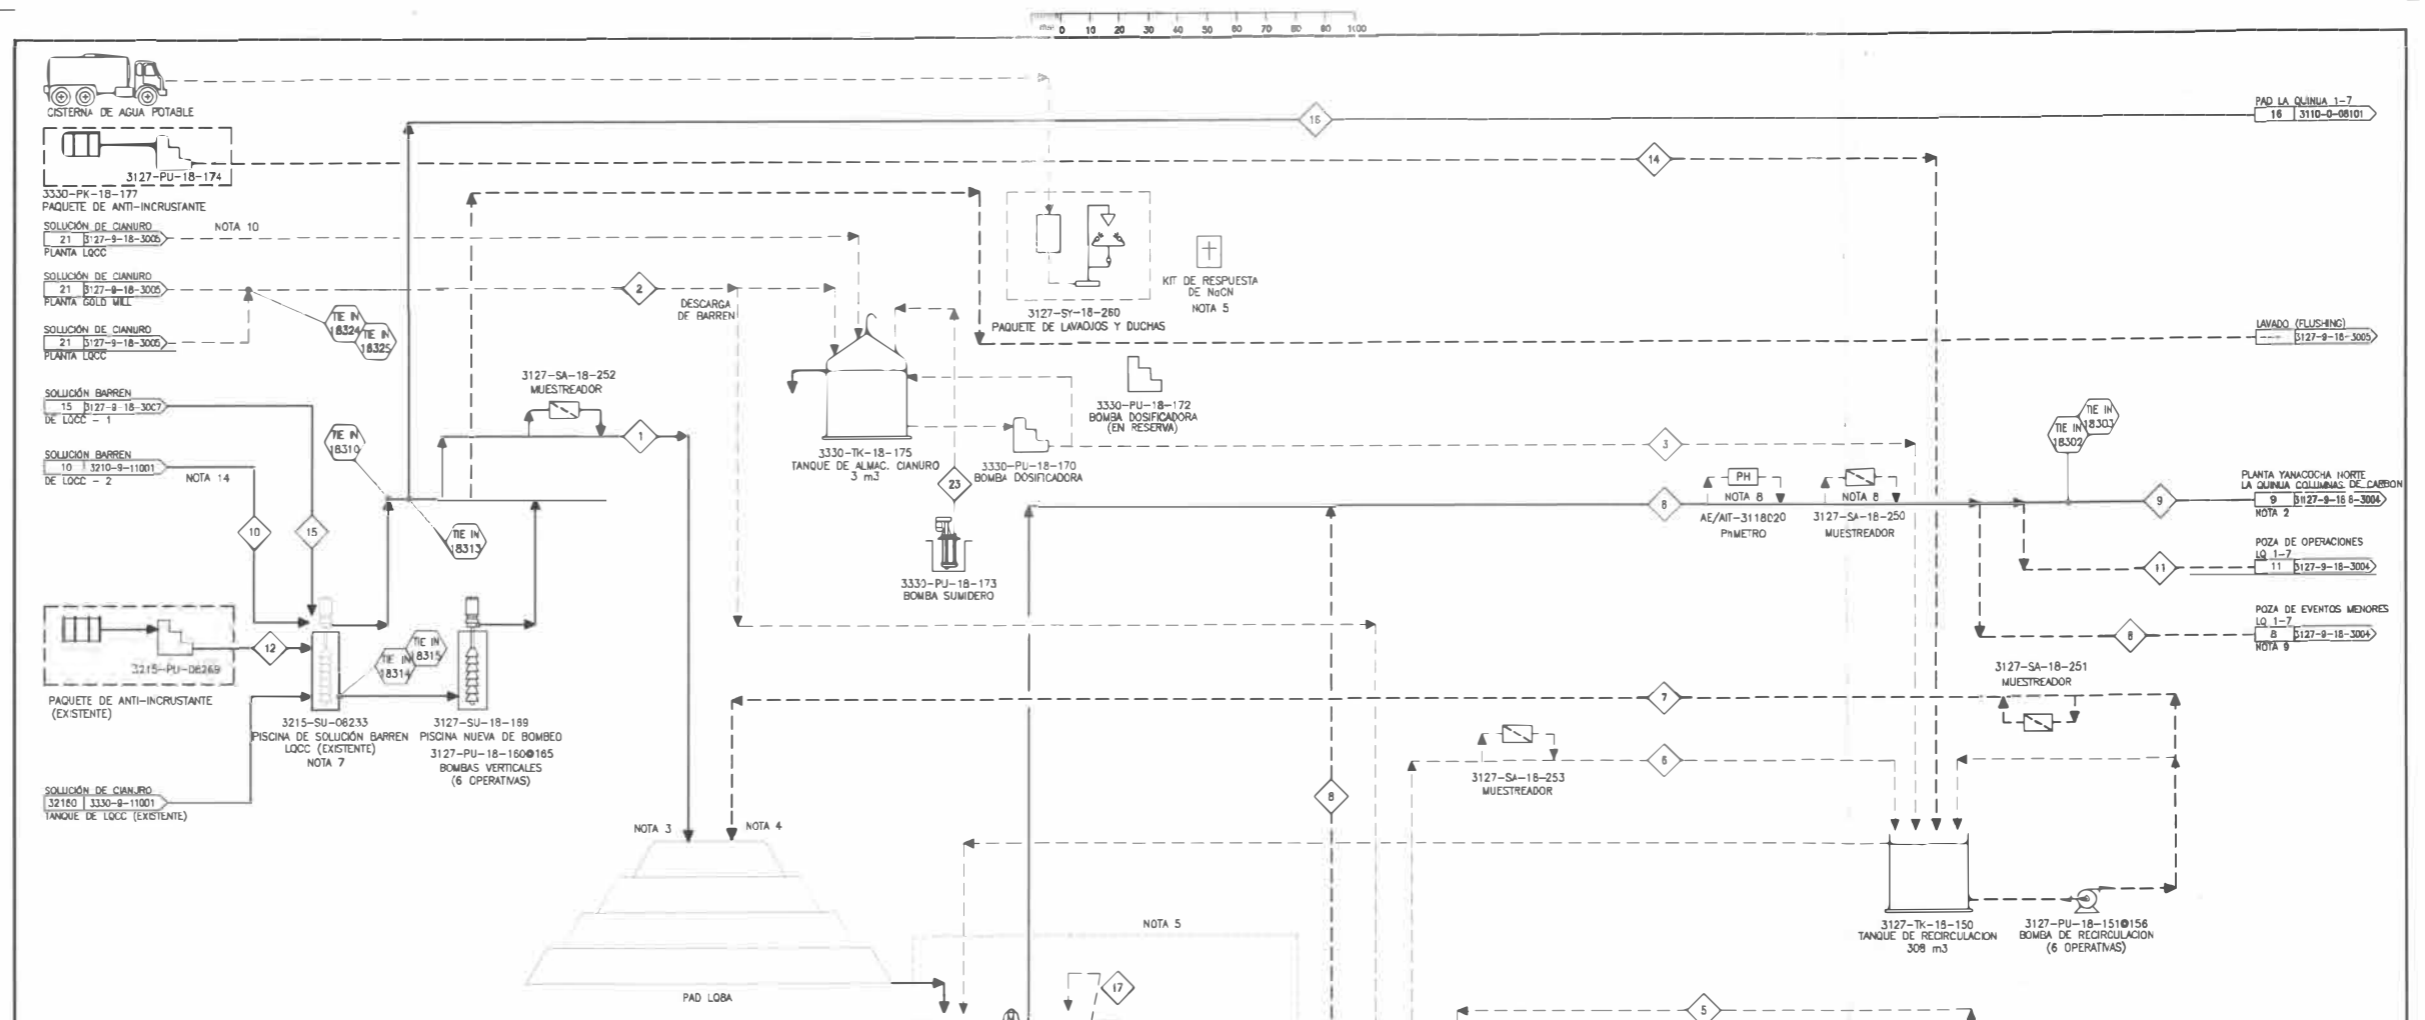 0 10 20 30 40 50 60 70 80 90 100
CISTERNA DE AGUA POTABLE
3127-PU-18-174
3330-PK-18-177
PAQUETE DE ANTI-INCRUSTANTE
16
14
PAD LA QUINUA 1-7
16 3110-0-08101
SOLUCIÓN DE CIANURO
21 3127-9-18-3005
PLANTA LQCC
NOTA 10
SOLUCIÓN DE CIANURO
21 3127-9-18-3005
PLANTA GOLD MILL
SOLUCIÓN DE CIANURO
21 3127-9-18-3005
PLANTA LQCC
TIE IN
18324
TIE IN
18325
2
DESCARGA
DE BARREN
3127-SY-18-260
PAQUETE DE LAVAOJOS Y DUCHAS
KIT DE RESPUESTA
DE NaCN
NOTA 5
LAVADO (FLUSHING)
3127-9-18-3005
SOLUCIÓN BARREN
15 3127-9-18-3007
DE LQCC - 1
SOLUCIÓN BARREN
10 3210-9-11001
DE LQCC - 2
NOTA 14
TIE IN
18310
3127-SA-18-252
MUESTREADOR
1
3330-TK-18-175
TANQUE DE ALMAC. CIANURO
3 m3
3330-PU-18-172
BOMBA DOSIFICADORA
(EN RESERVA)
3330-PU-18-170
BOMBA DOSIFICADORA
3
TIE IN
18302
TIE IN
18303
23
10
15
TIE IN
18313
3330-PU-18-173
BOMBA SUMIDERO
6
PH
NOTA 8
AE/AIT-3118020
PhMETRO
NOTA 8
3127-SA-18-250
MUESTREADOR
9
PLANTA YANACOCHA NORTE
LA QUINUA COLUMNAS DE CARBON
9
NOTA 2
11
POZA DE OPERACIONES
LQ 1-7
11 3127-9-18-3004
8
POZA DE EVENTOS MENORES
LQ 1-7
8 3127-9-18-3004
NOTA 9
12
3215-PU-08269
PAQUETE DE ANTI-INCRUSTANTE
(EXISTENTE)
TIE IN
18314
TIE IN
18315
3215-SU-08233
PISCINA DE SOLUCIÓN BARREN
LQCC (EXISTENTE)
NOTA 7
3127-SU-18-169
PISCINA NUEVA DE BOMBEO
3127-PU-18-160@165
BOMBAS VERTICALES
(6 OPERATIVAS)
7
3127-SA-18-251
MUESTREADOR
6
3127-SA-18-253
MUESTREADOR
8
SOLUCIÓN DE CIANURO
32160 3330-9-11001
TANQUE DE LQCC (EXISTENTE)
NOTA 3
NOTA 4
PAD LQ8A
NOTA 5
17
3127-TK-18-150
TANQUE DE RECIRCULACION
308 m3
3127-PU-18-151@156
BOMBA DE RECIRCULACION
(6 OPERATIVAS)
5